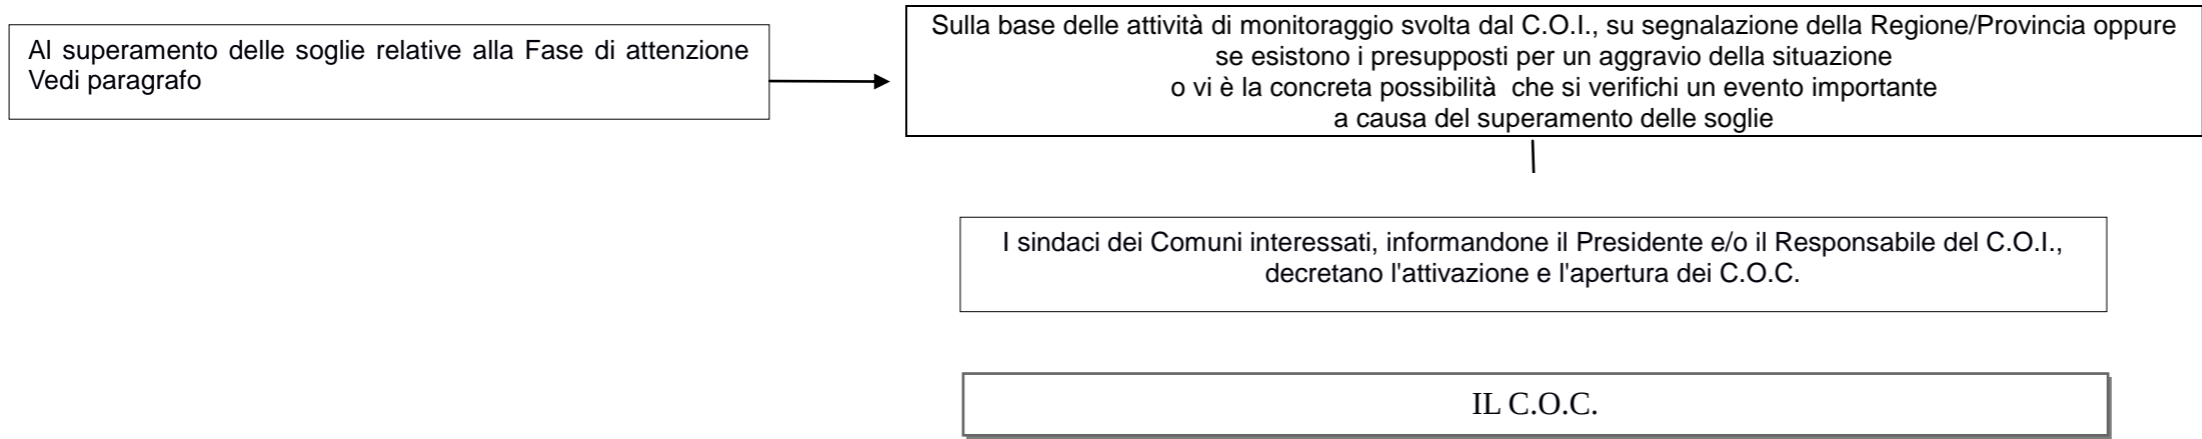 Al superamento delle soglie relative alla Fase di attenzione
Vedi paragrafo
Sulla base delle attività di monitoraggio svolta dal C.O.I., su segnalazione della Regione/Provincia oppure
se esistono i presupposti per un aggravio della situazione
o vi è la concreta possibilità  che si verifichi un evento importante
a causa del superamento delle soglie
I sindaci dei Comuni interessati, informandone il Presidente e/o il Responsabile del C.O.I.,
decretano l'attivazione e l'apertura dei C.O.C.
IL C.O.C.